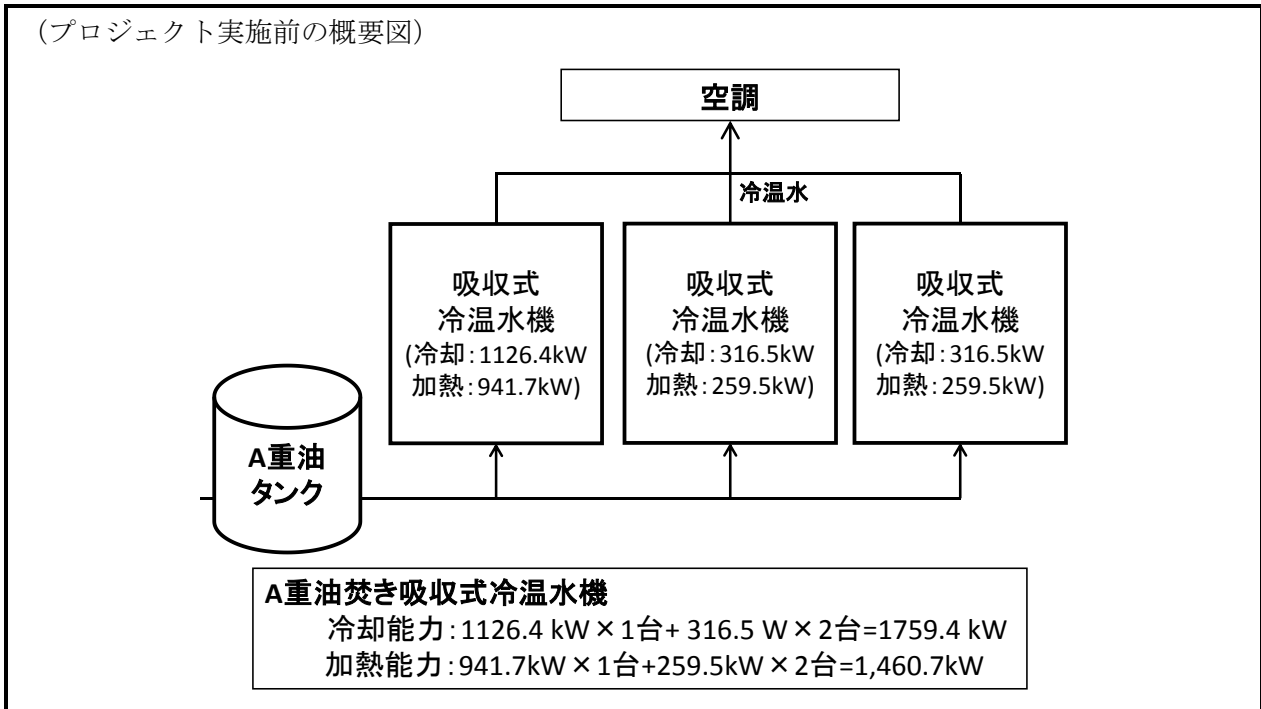 （プロジェクト実施前の概要図）
空調
冷温水
吸収式
冷温水機
(冷却：1126.4kW
加熱：941.7kW)
吸収式
冷温水機
(冷却：316.5kW
加熱：259.5kW)
吸収式
冷温水機
(冷却：316.5kW
加熱：259.5kW)
A重油
タンク
A重油焚き吸収式冷温水機
冷却能力：1126.4 kW×1台+ 316.5 W×2台=1759.4 kW
加熱能力：941.7kW×1台+259.5kW×2台=1,460.7kW